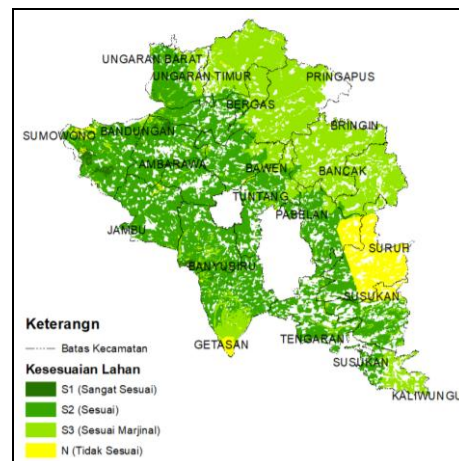 UNGARAN BARAT
UNGARAN TIMUR
PRINGAPUS
BERGAS
BRINGIN
SUMOWONO
BANDUNGAN
AMBARAWA
BAWEN
BANCAK
TUNTANG
PABELAN
JAMBU
SURUH
BANYUBIRU
SUSUKAN
GETASAN
TENGARAN
SUSUKAN
KALIWUNGU
Keterangn
Batas Kecamatan
Kesesuaian Lahan
S1 (Sangat Sesuai)
S2 (Sesuai)
S3 (Sesuai Marjinal)
N (Tidak Sesuai)